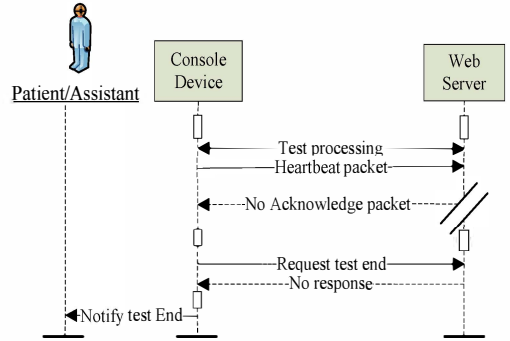 Patient/Assistant
Console
Device
Web
Server
Test processing
Heartbeat packet
No Acknowledge packet
Request test end
No response
Notify test End